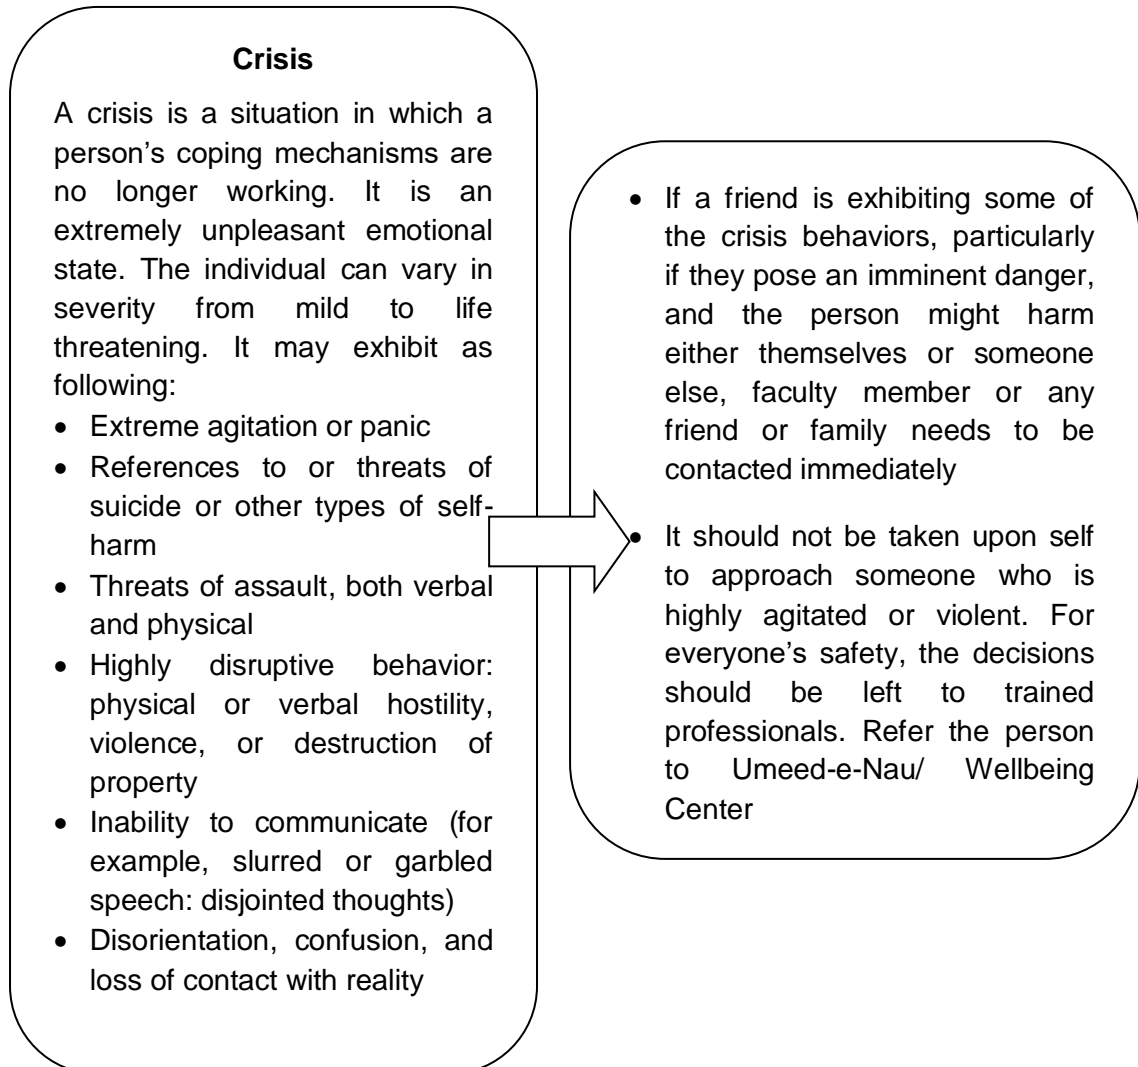 Crisis
A crisis is a situation in which a
person's coping mechanisms are
no longer working. It is an
extremely unpleasant emotional
state. The individual can vary in
severity from mild to life
threatening. It may exhibit as
following:
• Extreme agitation or panic
• References to or threats of
suicide or other types of self-
harm
• Threats of assault, both verbal
and physical
• Highly disruptive behavior:
physical or verbal hostility,
violence, or destruction of
property
• Inability to communicate (for
example, slurred or garbled
speech: disjointed thoughts)
• Disorientation, confusion, and
loss of contact with reality
• If a friend is exhibiting some of
the crisis behaviors, particularly
if they pose an imminent danger,
and the person might harm
either themselves or someone
else, faculty member or any
friend or family needs to be
contacted immediately
• It should not be taken upon self
to approach someone who is
highly agitated or violent. For
everyone's safety, the decisions
should be left to trained
professionals. Refer the person
to Umeed-e-Nau/ Wellbeing
Center